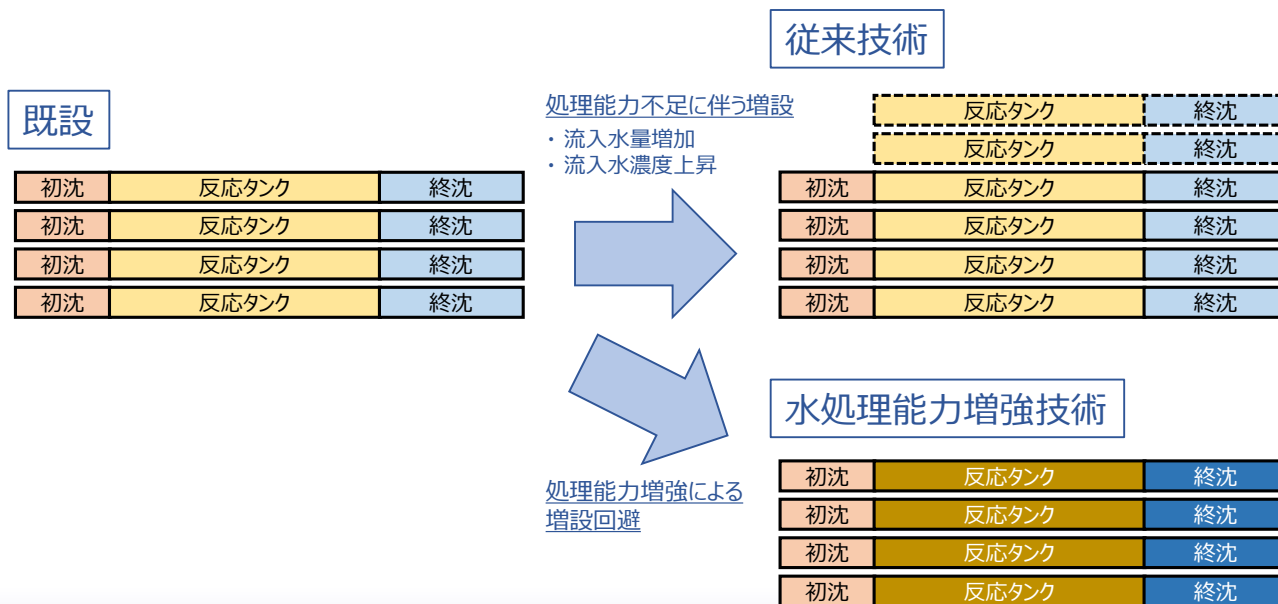 既設
初沈 反応タンク 終沈
初沈 反応タンク 終沈
初沈 反応タンク 終沈
初沈 反応タンク 終沈
処理能力不足に伴う増設
・流入水量増加
・流入水濃度上昇
従来技術
反応タンク 終沈
反応タンク 終沈
初沈 反応タンク 終沈
初沈 反応タンク 終沈
初沈 反応タンク 終沈
初沈 反応タンク 終沈
処理能力増強による
増設回避
水処理能力増強技術
初沈 反応タンク 終沈
初沈 反応タンク 終沈
初沈 反応タンク 終沈
初沈 反応タンク 終沈